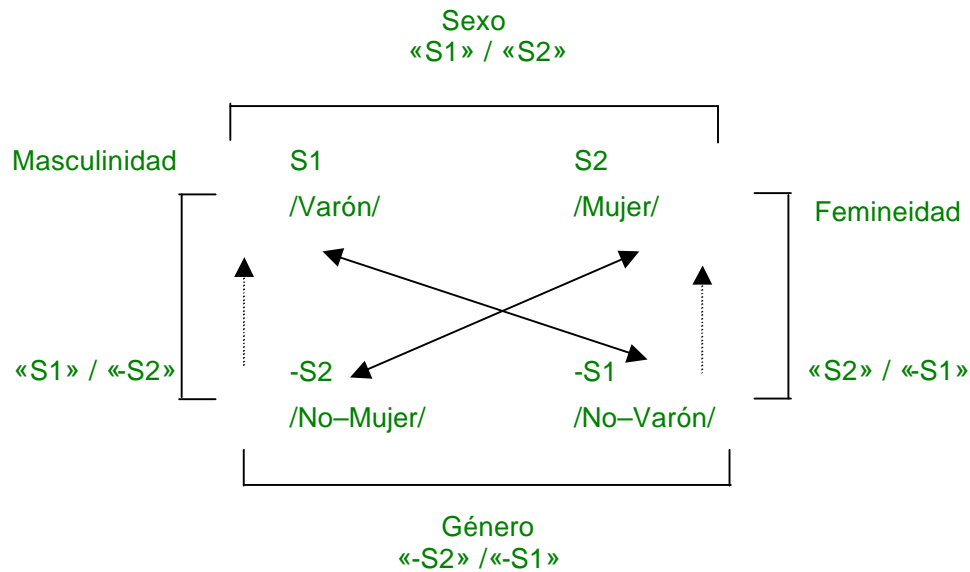 Sexo
«S1» / «S2»
Masculinidad
S1
S2
/Varón/
/Mujer/
Femineidad
«S1» / «-S2»
-S2
-S1
«S2» / «-S1»
/No–Mujer/
/No–Varón/
Género
«-S2» /«-S1»